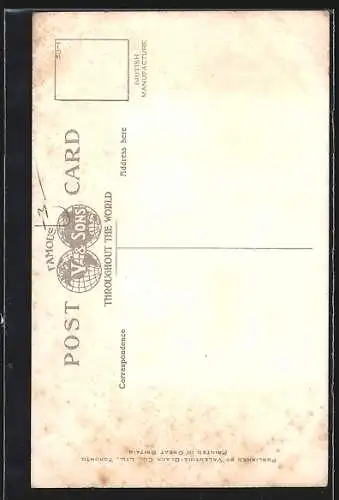 POST CARD
FAMOUS
V & SONS
THROUGHOUT THE WORLD
BRITISH
MANUFACTURE
Correspondence
Address here
PUBLISHED BY VALENTINE-BLACK CO., LTD., TORONTO
PRINTED IN GREAT BRITAIN